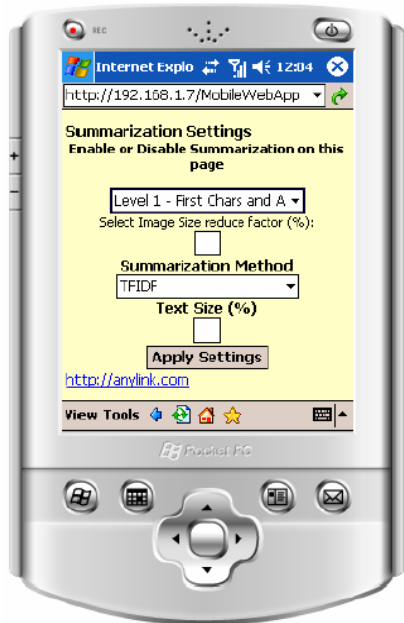 REC
Internet Explo 12:04
http://192.168.1.7/MobileWebApp
Summarization Settings
Enable or Disable Summarization on this
page
Level 1 - First Chars and A
Select Image Size reduce factor (%):
Summarization Method
TFIDF
Text Size (%)
Apply Settings
http://anylink.com
View Tools
Pocket PC